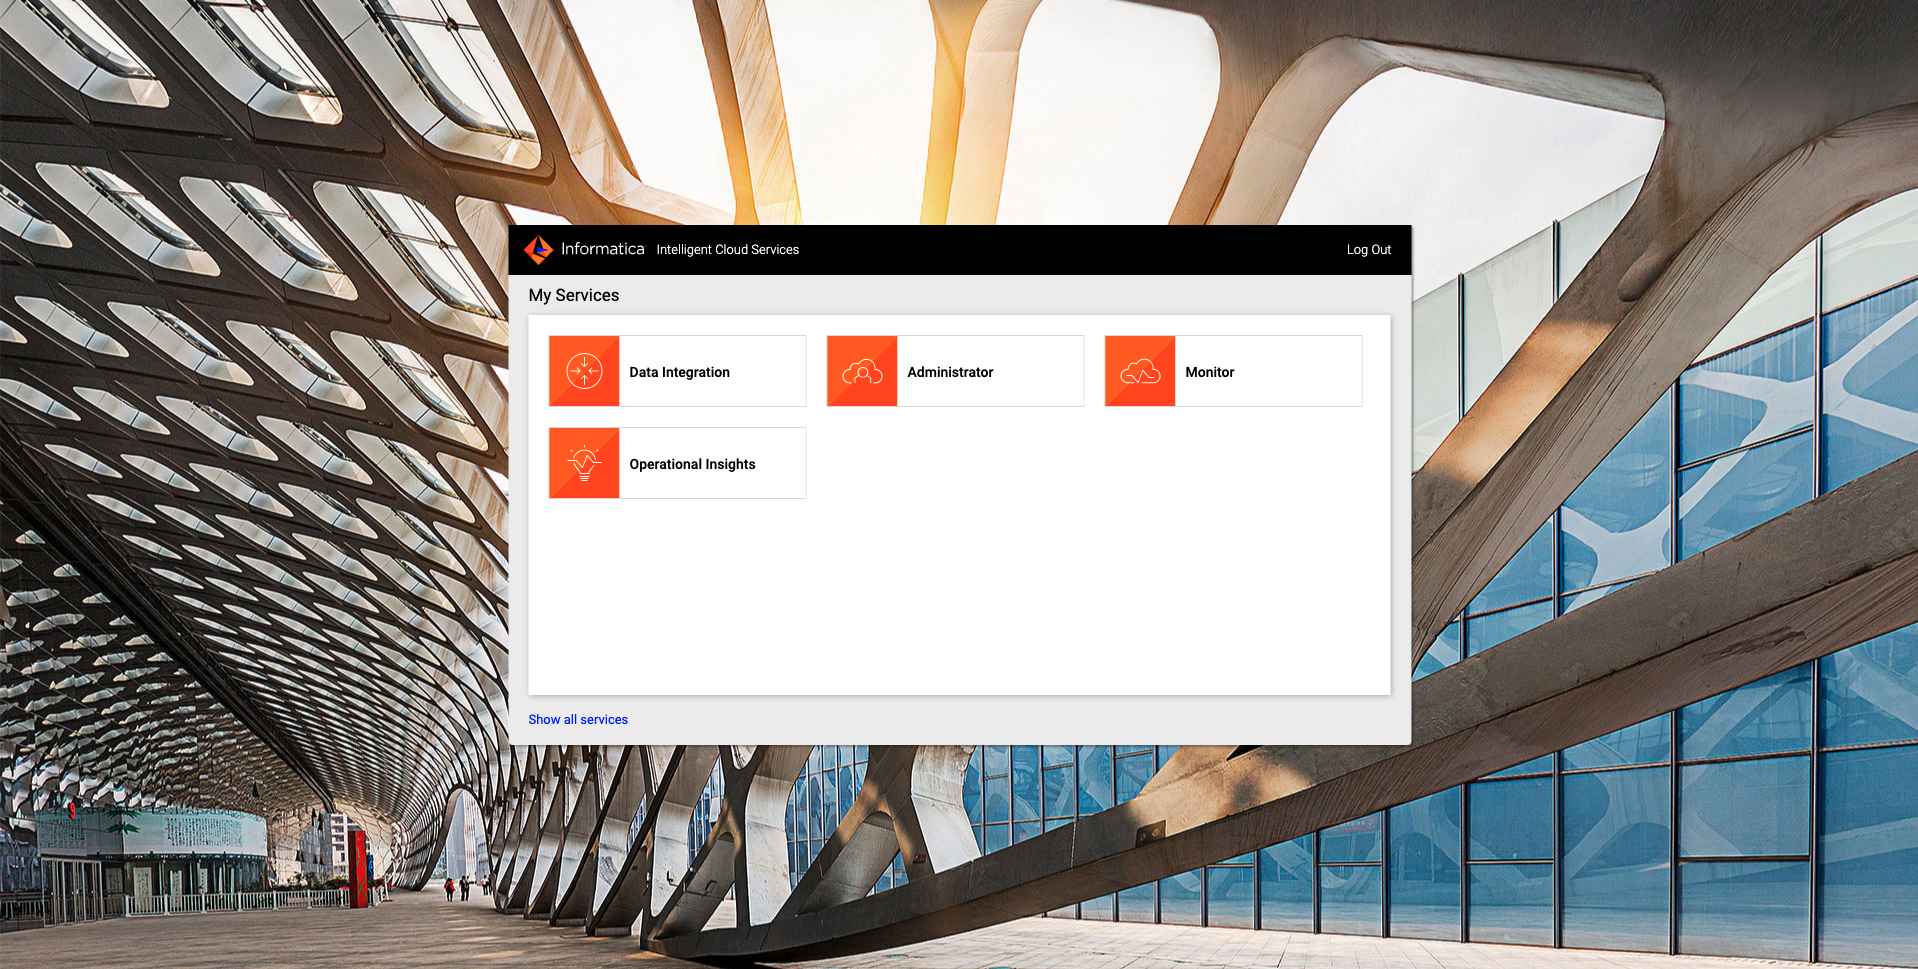 Informatica Intelligent Cloud Services Log Out
My Services
Data Integration
Administrator
Monitor
Operational Insights
Show all services